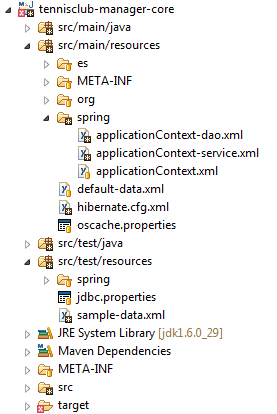 tennisclub-manager-core
src/main/java
src/main/resources
es
META-INF
org
spring
applicationContext-dao.xml
applicationContext-service.xml
applicationContext.xml
default-data.xml
hibernate.cfg.xml
oscache.properties
src/test/java
src/test/resources
spring
jdbc.properties
sample-data.xml
JRE System Library [jdk1.6.0_29]
Maven Dependencies
META-INF
src
target